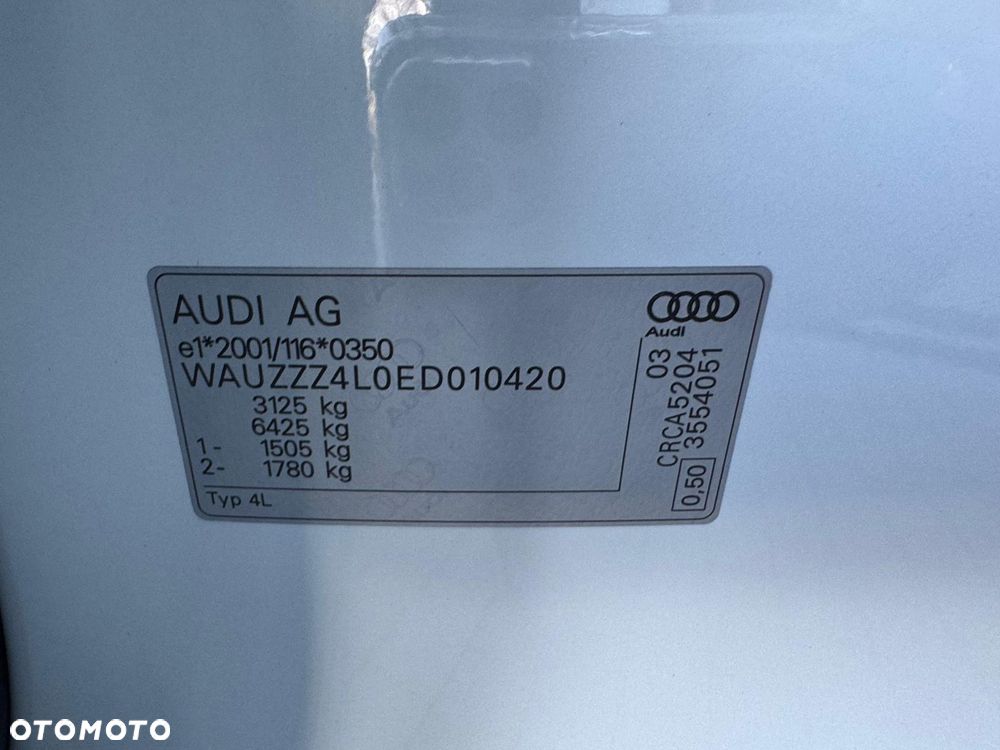 AUDI AG
Audi
e1*2001/116*0350
WAUZZZ4L0ED010420
3125 kg
6425 kg
1- 1505 kg
2- 1780 kg
Typ 4L
03
CRCA5204
3554051
0,50
OTOMOTO